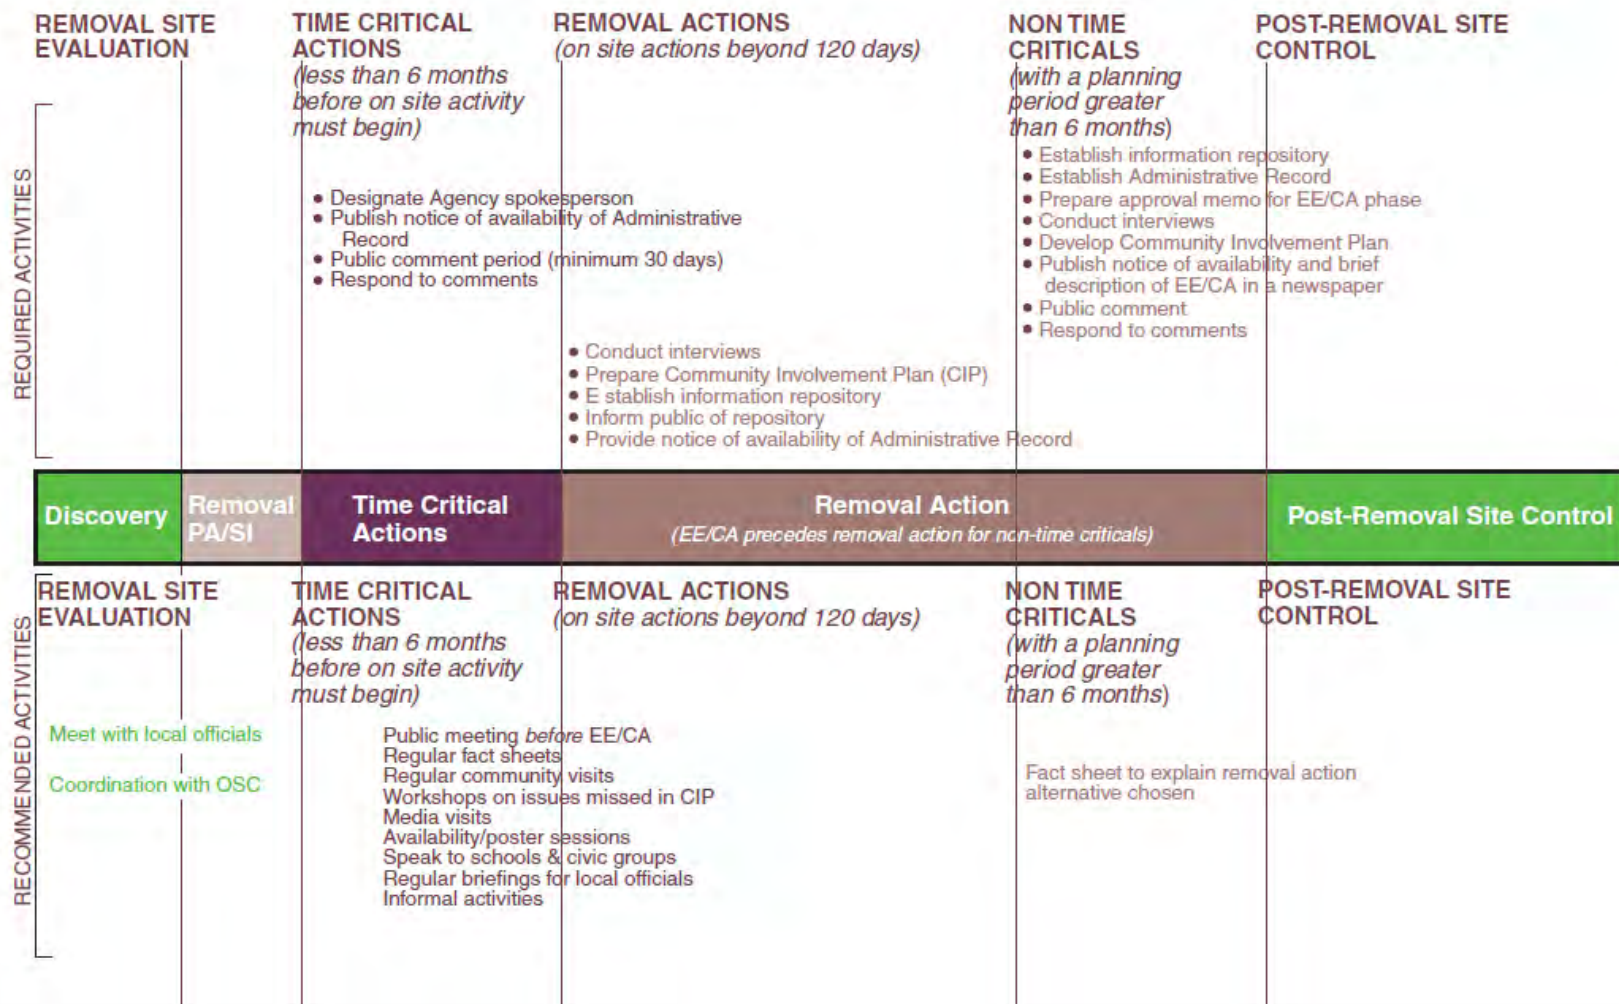 REMOVAL SITE
EVALUATION
TIME CRITICAL
ACTIONS
(less than 6 months
before on site activity
must begin)
REMOVAL ACTIONS
(on site actions beyond 120 days)
NON TIME
CRITICALS
(with a planning
period greater
than 6 months)
POST-REMOVAL SITE
CONTROL
REQUIRED ACTIVITIES
• Designate Agency spokesperson
• Publish notice of availability of Administrative
Record
• Public comment period (minimum 30 days)
• Respond to comments
• Conduct interviews
• Prepare Community Involvement Plan (CIP)
• E stablish information repository
• Inform public of repository
• Provide notice of availability of Administrative Record
• Establish information repository
• Establish Administrative Record
• Prepare approval memo for EE/CA phase
• Conduct interviews
• Develop Community Involvement Plan
• Publish notice of availability and brief
description of EE/CA in a newspaper
• Public comment
• Respond to comments
Discovery
Removal
PA/SI
Time Critical
Actions
Removal Action
(EE/CA precedes removal action for non-time criticals)
Post-Removal Site Control
REMOVAL SITE
EVALUATION
TIME CRITICAL
ACTIONS
(less than 6 months
before on site activity
must begin)
REMOVAL ACTIONS
(on site actions beyond 120 days)
NON TIME
CRITICALS
(with a planning
period greater
than 6 months)
POST-REMOVAL SITE
CONTROL
RECOMMENDED ACTIVITIES
Meet with local officials
Coordination with OSC
Public meeting before EE/CA
Regular fact sheets
Regular community visits
Workshops on issues missed in CIP
Media visits
Availability/poster sessions
Speak to schools & civic groups
Regular briefings for local officials
Informal activities
Fact sheet to explain removal action
alternative chosen